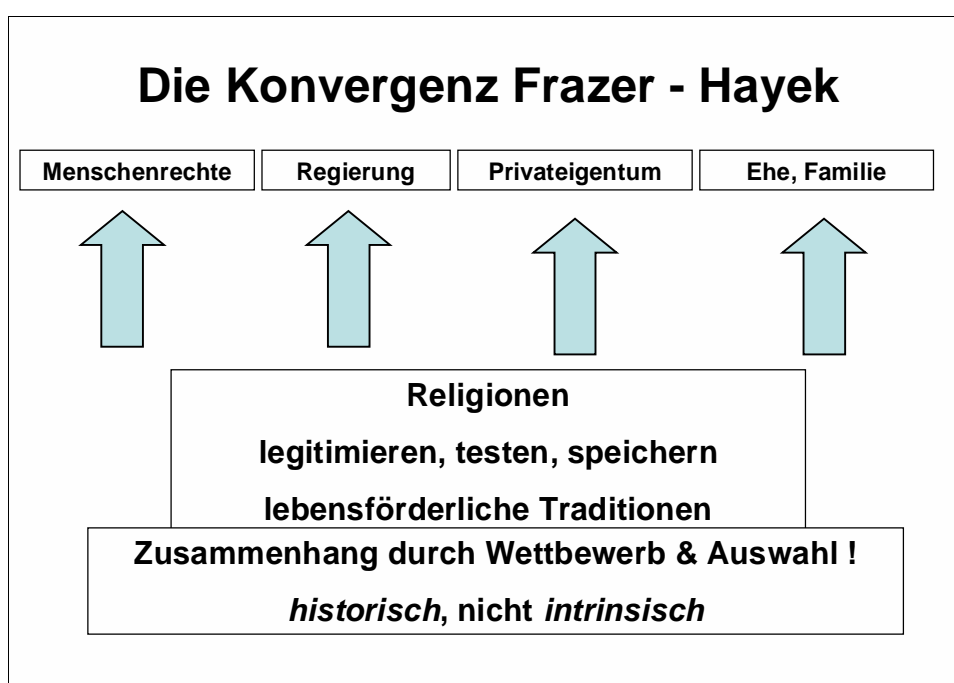 Die Konvergenz Frazer - Hayek
Menschenrechte
Regierung
Privateigentum
Ehe, Familie
Religionen
legitimieren, testen, speichern
lebensförderliche Traditionen
Zusammenhang durch Wettbewerb & Auswahl !
historisch, nicht intrinsisch